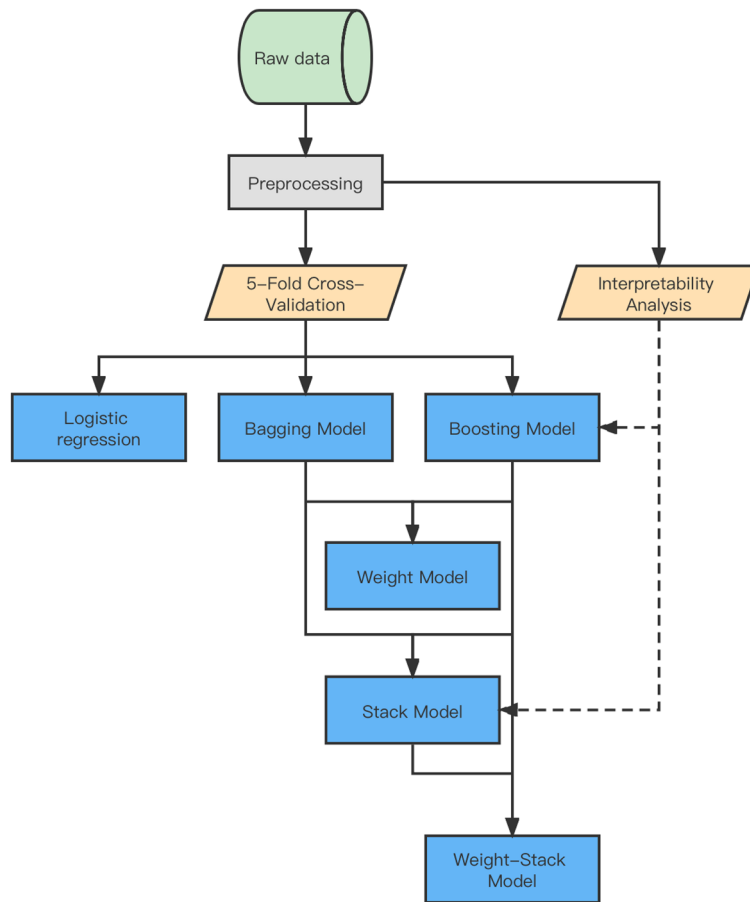 Raw data
Preprocessing
5–Fold Cross–
Validation
Interpretability
Analysis
Logistic
regression
Bagging Model
Boosting Model
Weight Model
Stack Model
Weight–Stack
Model